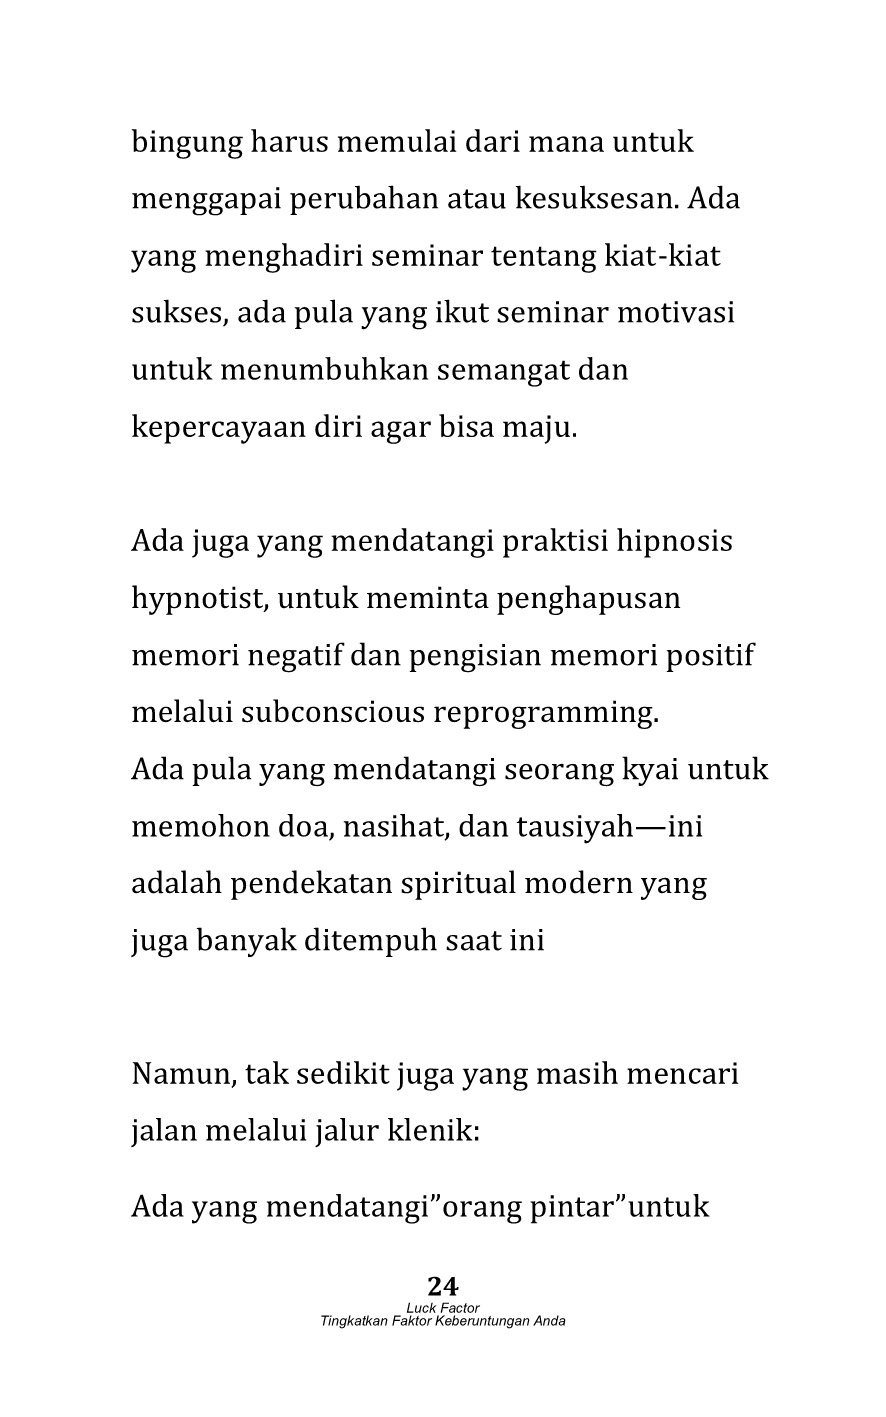 bingung harus memulai dari mana untuk
menggapai perubahan atau kesuksesan. Ada
yang menghadiri seminar tentang kiat-kiat
sukses, ada pula yang ikut seminar motivasi
untuk menumbuhkan semangat dan
kepercayaan diri agar bisa maju.
Ada juga yang mendatangi praktisi hipnosis
hypnotist, untuk meminta penghapusan
memori negatif dan pengisian memori positif
melalui subconscious reprogramming.
Ada pula yang mendatangi seorang kyai untuk
memohon doa, nasihat, dan tausiyah—ini
adalah pendekatan spiritual modern yang
juga banyak ditempuh saat ini
Namun, tak sedikit juga yang masih mencari
jalan melalui jalur klenik:
Ada yang mendatangi”orang pintar”untuk
24
Luck Factor
Tingkatkan Faktor Keberuntungan Anda